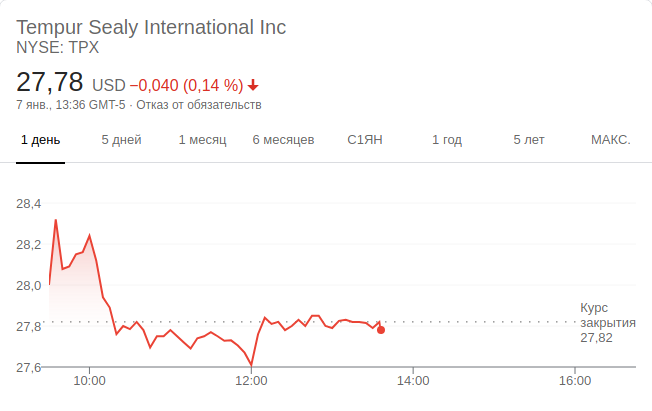 Tempur Sealy International Inc
NYSE: TPX
27,78 USD −0,040 (0,14 %)
7 янв., 13:36 GMT-5 · Отказ от обязательств
1 день 5 дней 1 месяц 6 месяцев С1ЯН 1 год 5 лет МАКС.
28,4
28,2
28,0
Курс
27,8 закрытия
27,82
27,6
10:00 12:00 14:00 16:00